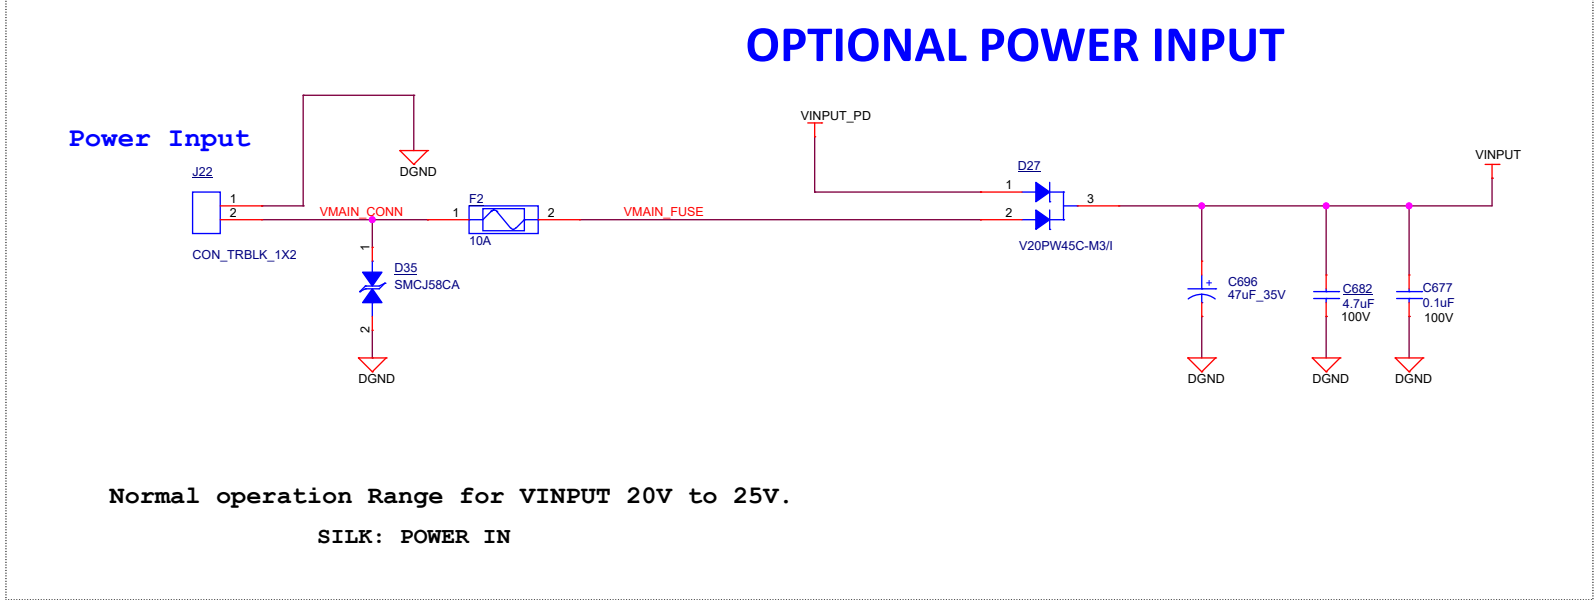 OPTIONAL POWER INPUT
Power Input
J22
1
2
CON_TRBLK_1X2
DGND
VMAIN_CONN
1
D35
SMCJ58CA
2
DGND
F2
1
2
10A
VMAIN_FUSE
VINPUT_PD
D27
1
2
3
V20PW45C-M3/I
VINPUT
+
C696
47uF_35V
DGND
C682
4.7uF
100V
DGND
C677
0.1uF
100V
DGND
Normal operation Range for VINPUT 20V to 25V.
SILK: POWER IN